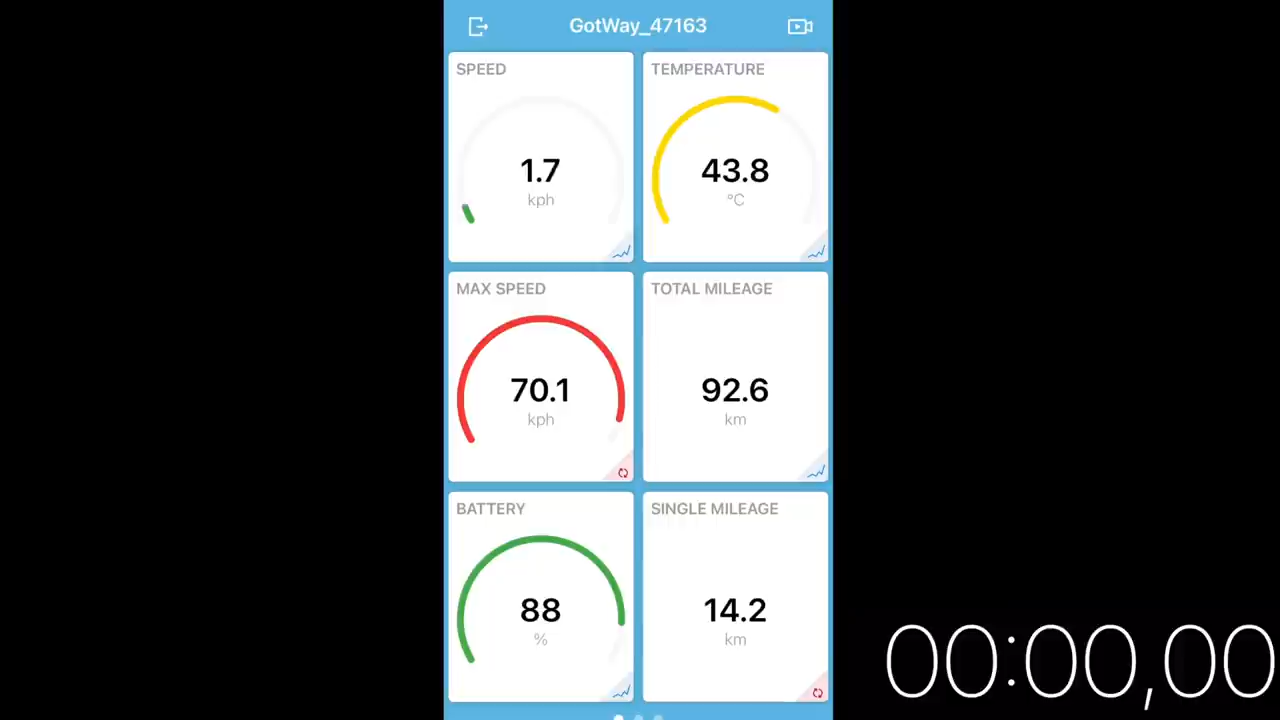 GotWay_47163
SPEED
1.7
kph
TEMPERATURE
43.8
°C
MAX SPEED
70.1
kph
TOTAL MILEAGE
92.6
km
BATTERY
88
%
SINGLE MILEAGE
14.2
km
00:00,00